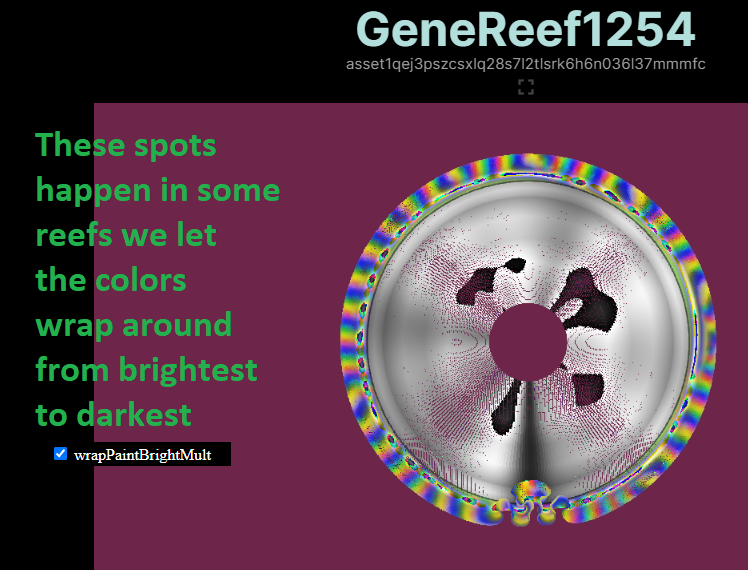 GeneReef1254
asset1qej3pszcsxlq28s7l2tlsrk6h6n036l37mmmfc
These spots
happen in some
reefs we let
the colors
wrap around
from brightest
to darkest
wrapPaintBrightMult